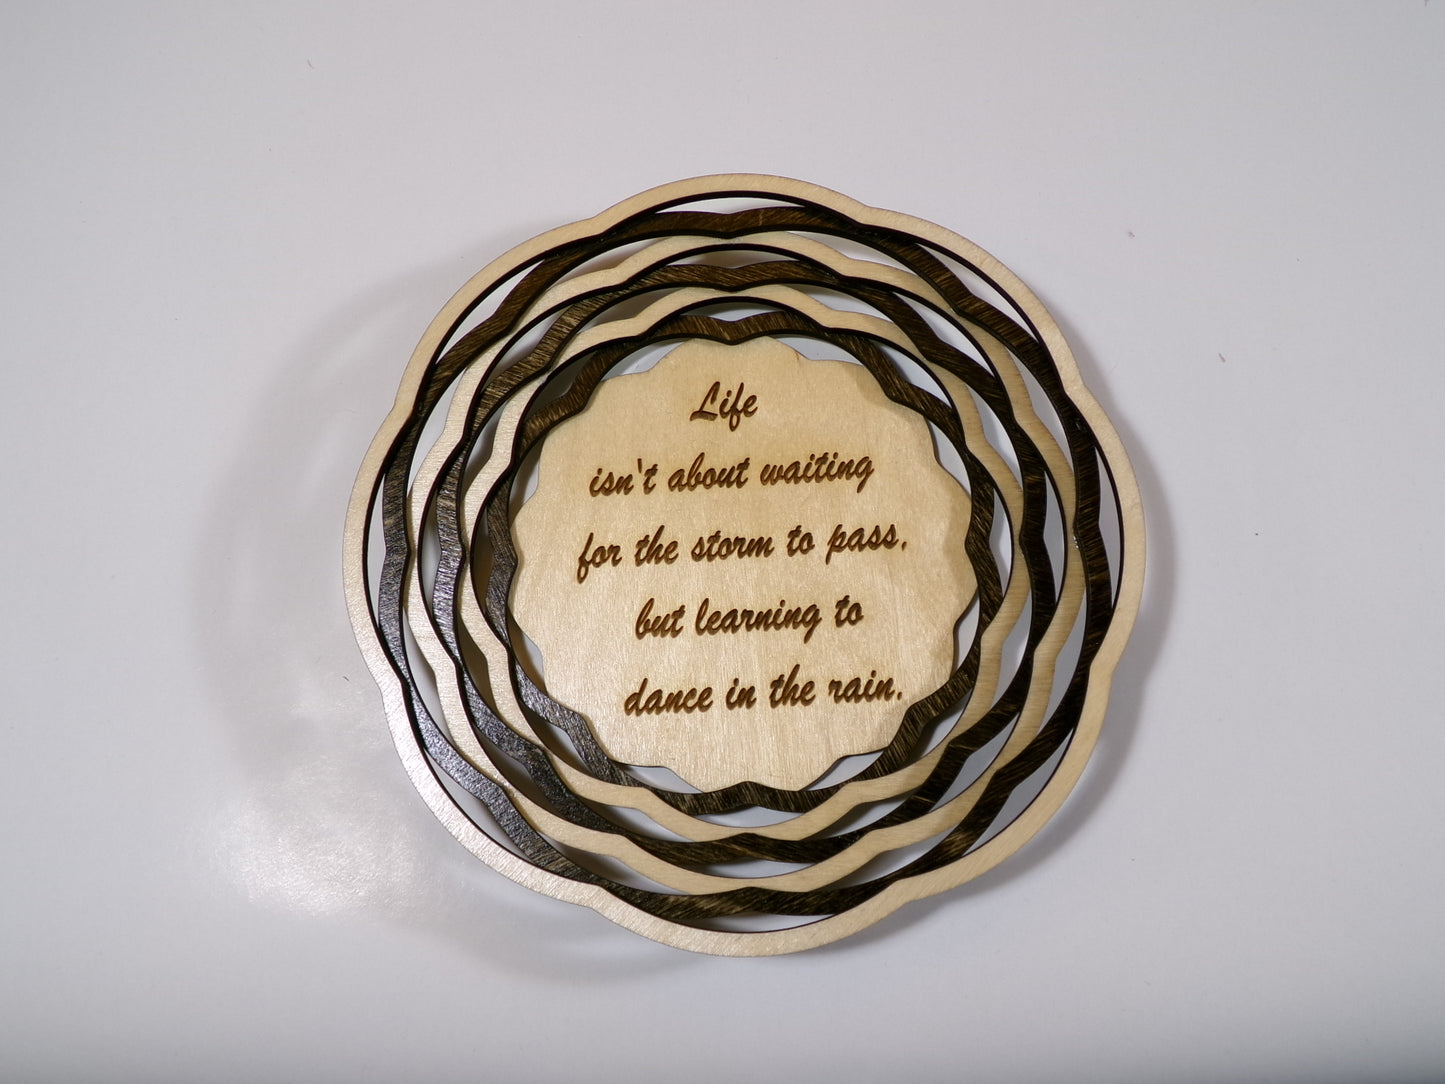 Life
isn't about waiting
for the storm to pass,
but learning to
dance in the rain.